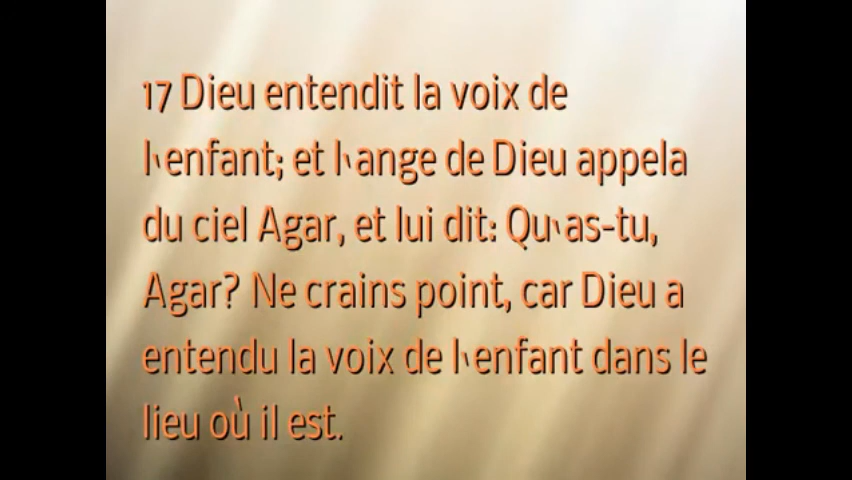 17 Dieu entendit la voix de
l'enfant; et l'ange de Dieu appela
du ciel Agar, et lui dit: Qu'as-tu,
Agar? Ne crains point, car Dieu a
entendu la voix de l'enfant dans le
lieu où il est.